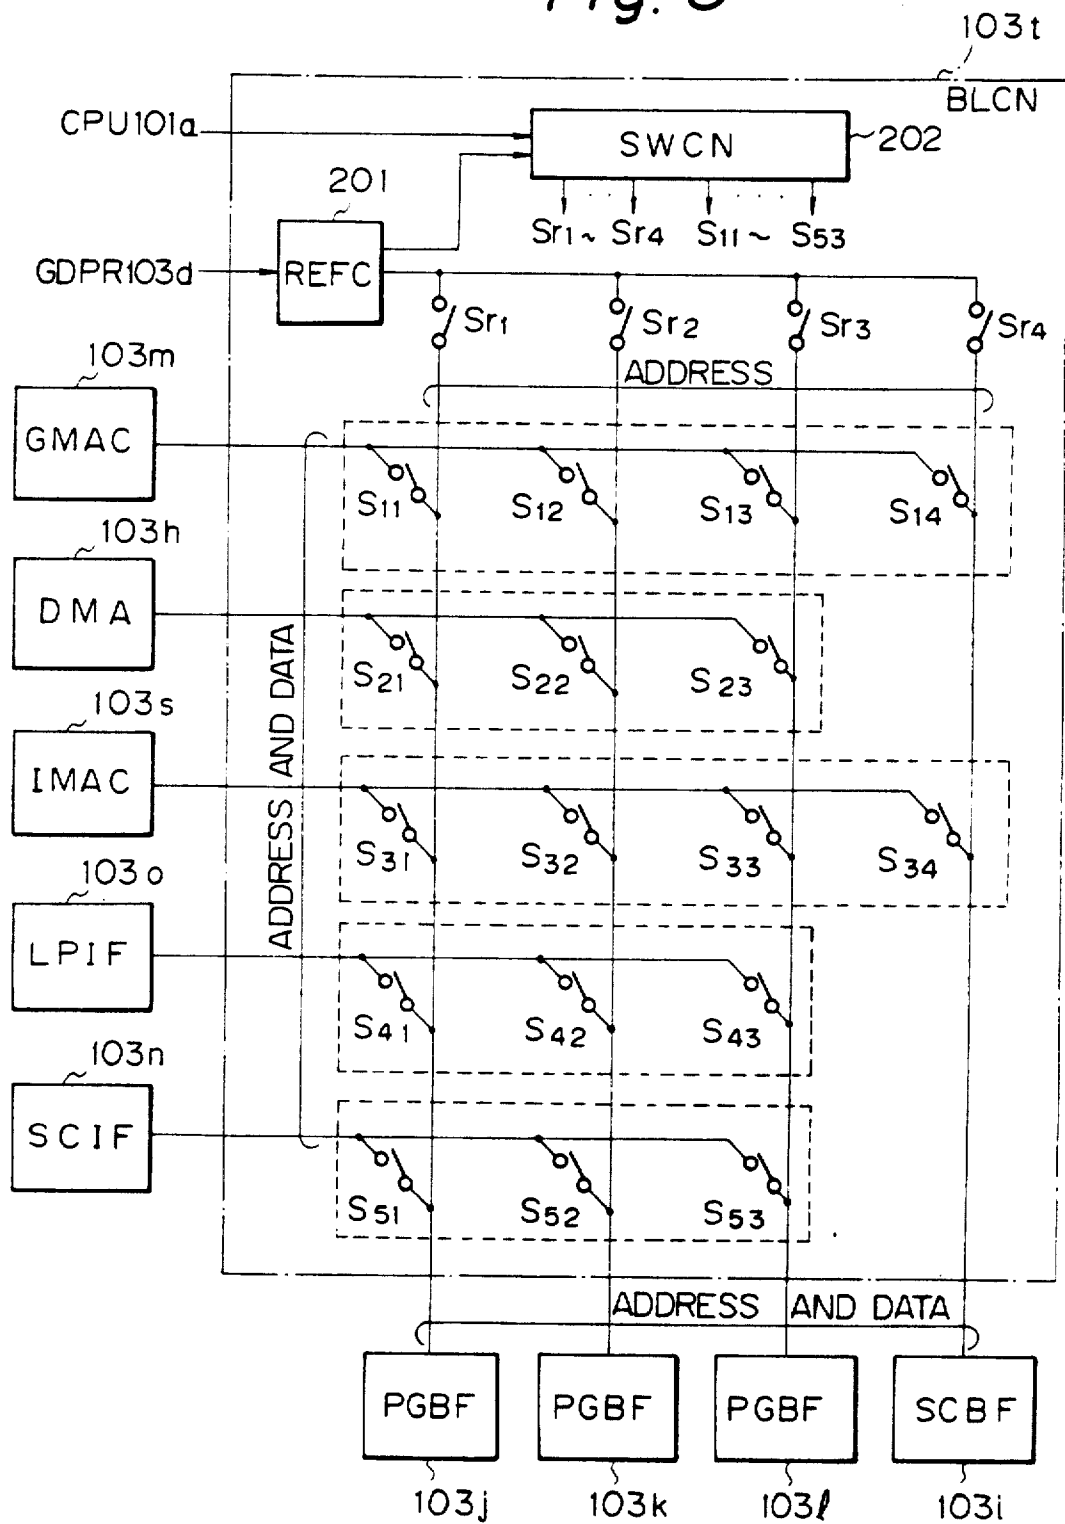 Fig.
103t
BLCN
CPU101a
SWCN
202
201
Sr1 ~ Sr4 S11 ~ S53
GDPR103d
REFC
Sr1
Sr2
Sr3
Sr4
103m
ADDRESS
GMAC
S11
S12
S13
S14
103h
DMA
S21
S22
S23
ADDRESS AND DATA
103s
IMAC
S31
S32
S33
S34
103o
LPIF
S41
S42
S43
103n
SCIF
S51
S52
S53
ADDRESS AND DATA
PGBF
PGBF
PGBF
SCBF
103j
103k
103l
103i